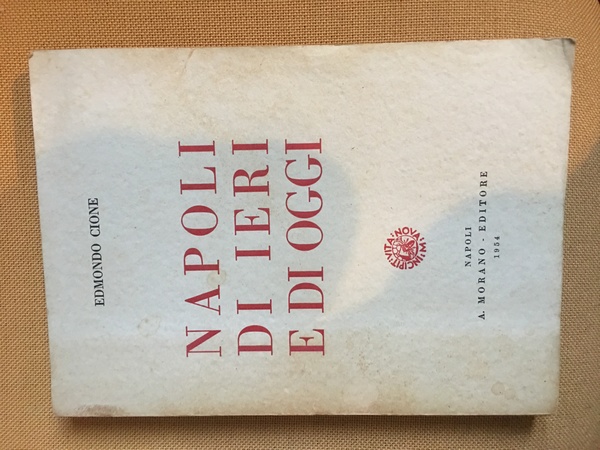 EDMONDO CIONE
NAPOLI
DI IERI
E DI OGGI
NAPOLI
A. MORANO - EDITORE
1954